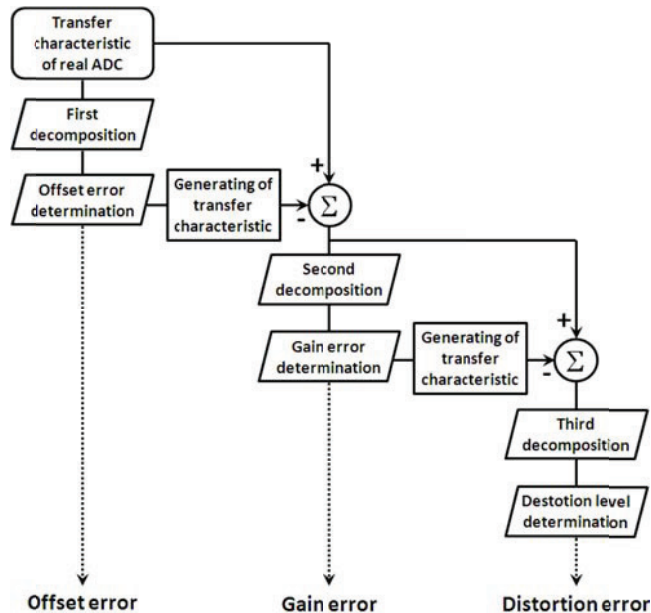 Transfer
characteristic
of real ADC
First
decomposition
Offset error
determination
Generating of
transfer
characteristic
+
-
Σ
Second
decomposition
Gain error
determination
Generating of
transfer
characteristic
+
-
Σ
Third
decomposition
Destotion level
determination
Offset error
Gain error
Distortion error